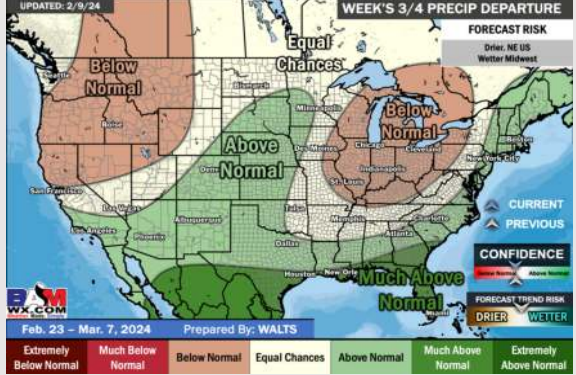 UPDATED: 2/9/24
WEEK'S 3/4 PRECIP DEPARTURE
FORECAST RISK
Drier, NE US
Wetter Midwest
Equal
Chances
Below
Normal
Seattle
Bismarck
Minneapolis
Boise
Below
Normal
Chicago
Cleveland
Boston
New York City
Above
Normal
Des Moines
Indianapolis
Denv
St. Louis
San Francisco
Las Vegas
Tulsa
Memphis
Charlotte
Los Angeles
Albuquerque
Phoenix
Dallas
Atlanta
CURRENT
PREVIOUS
Houston
New Orle
Much Above
Normal
Miami
CONFIDENCE
Below Normal
Above Normal
FORECAST TREND RISK
DRIER
WETTER
BAM
WX.COM
Feb. 23 – Mar. 7, 2024
Prepared By: WALTS
Extremely
Below Normal
Much Below
Normal
Below Normal
Equal Chances
Above Normal
Much Above
Normal
Extremely
Above Normal